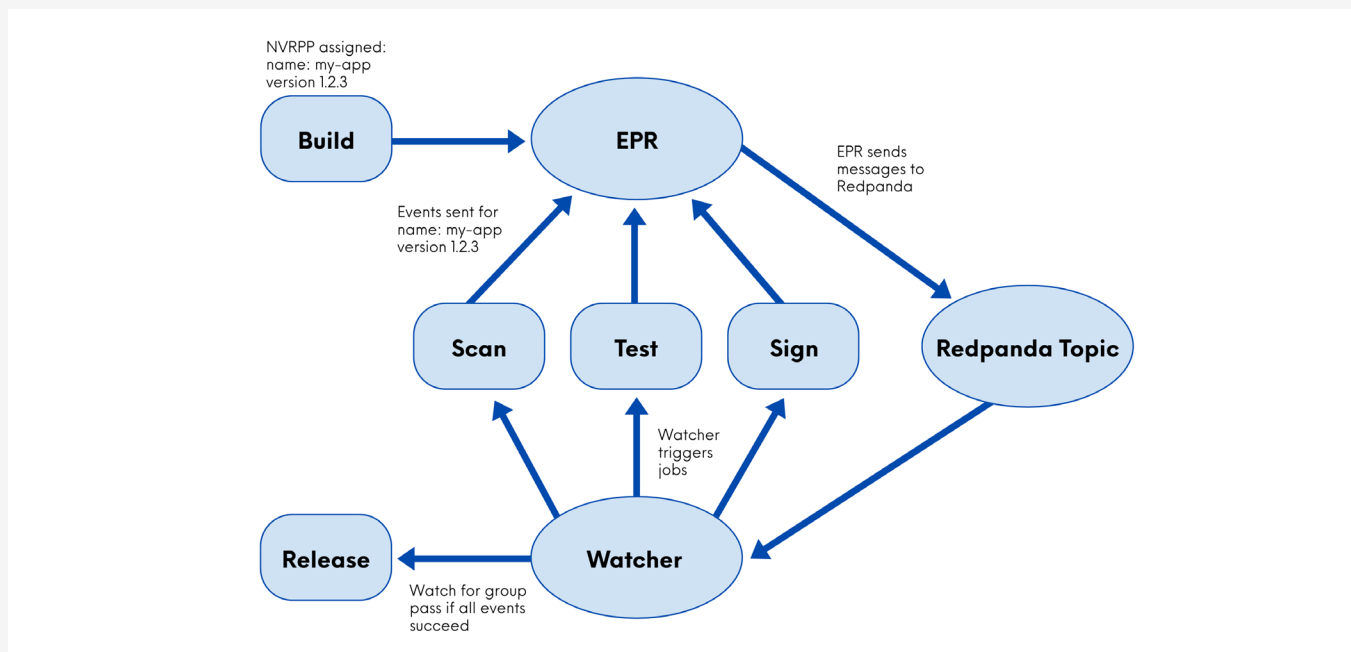 NVRPP assigned:
name: my-app
version 1.2.3
Build
EPR
EPR sends
messages to
Redpanda
Events sent for
name: my-app
version 1.2.3
Scan
Test
Sign
Redpanda Topic
Watcher
triggers
jobs
Release
Watcher
Watch for group
pass if all events
succeed